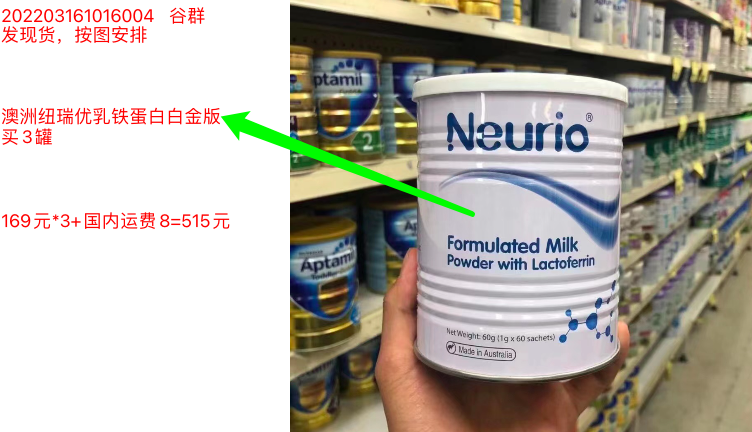 202203161016004 谷群
发现货，按图安排
澳洲纽瑞优乳铁蛋白白金版
买3罐
169元*3+国内运费8=515元
Neurio®
Formulated Milk
Powder with Lactoferrin
Net Weight: 60g (1g x 60 sachets)
Made in Australia
ptamil
2
Aptamil